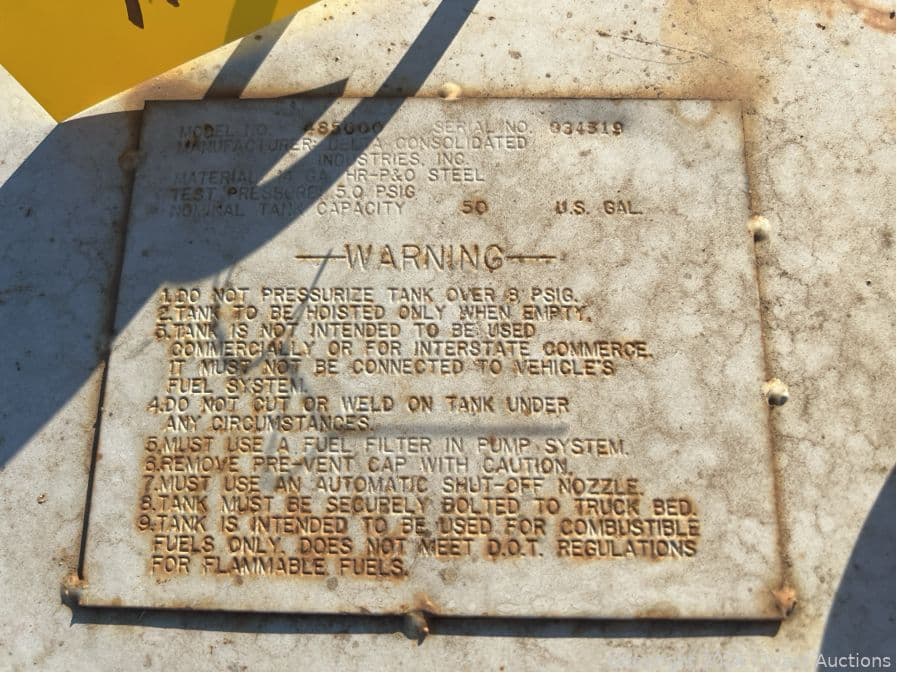 MODEL NO. 485000 SERIAL NO. 934319
MANUFACTURER: DELTA CONSOLIDATED
INDUSTRIES, INC.
MATERIAL: 14 GA HR-P&O STEEL
TEST PRESSURE: 5.0 PSIG
NOMINAL TANK CAPACITY 50 U.S. GAL.
WARNING
1. DO NOT PRESSURIZE TANK OVER 8 PSIG.
2. TANK TO BE HOISTED ONLY WHEN EMPTY.
3. TANK IS NOT INTENDED TO BE USED
COMMERCIALLY OR FOR INTERSTATE COMMERCE.
IT MUST NOT BE CONNECTED TO VEHICLE'S
FUEL SYSTEM.
4. DO NOT CUT OR WELD ON TANK UNDER
ANY CIRCUMSTANCES.
5. MUST USE A FUEL FILTER IN PUMP SYSTEM.
6. REMOVE PRE-VENT CAP WITH CAUTION.
7. MUST USE AN AUTOMATIC SHUT-OFF NOZZLE.
8. TANK MUST BE SECURELY BOLTED TO TRUCK BED.
9. TANK IS INTENDED TO BE USED FOR COMBUSTIBLE
FUELS ONLY. DOES NOT MEET D.O.T. REGULATIONS
FOR FLAMMABLE FUELS.
Auctions